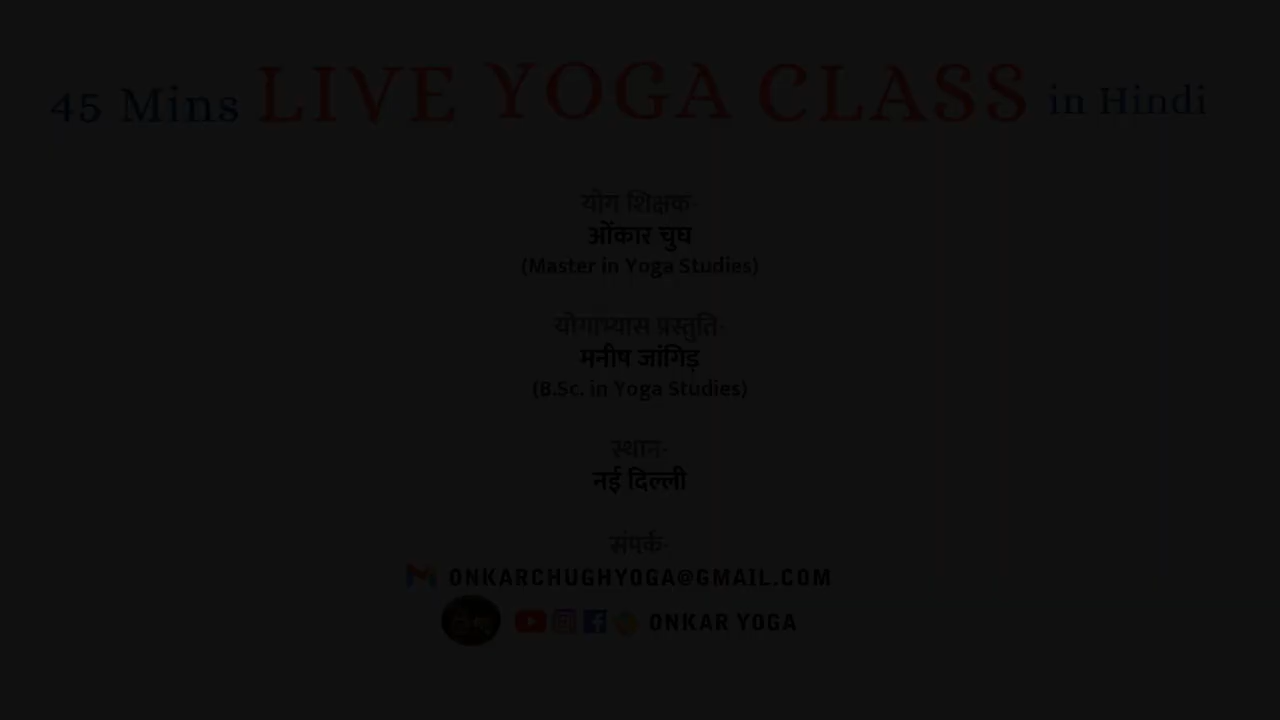 45 Mins LIVE YOGA CLASS in Hindi
योग शिक्षक-
ओंकार चुघ
(Master in Yoga Studies)
योगाभ्यास प्रस्तुति-
मनीष जांगिड़
(B.Sc. in Yoga Studies)
स्थान-
नई दिल्ली
संपर्क-
ONKARCHUGHYOGA@GMAIL.COM
ONKAR YOGA